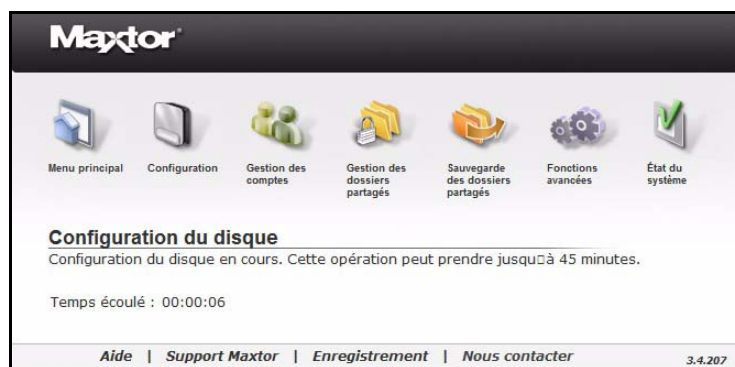 Maxtor
Menu principal
Configuration
Gestion des
comptes
Gestion des
dossiers
partagés
Sauvegarde
des dossiers
partagés
Fonctions
avancées
État du
système
Configuration du disque
Configuration du disque en cours. Cette opération peut prendre jusqu▯à 45 minutes.
Temps écoulé : 00:00:06
Aide | Support Maxtor | Enregistrement | Nous contacter 3.4.207